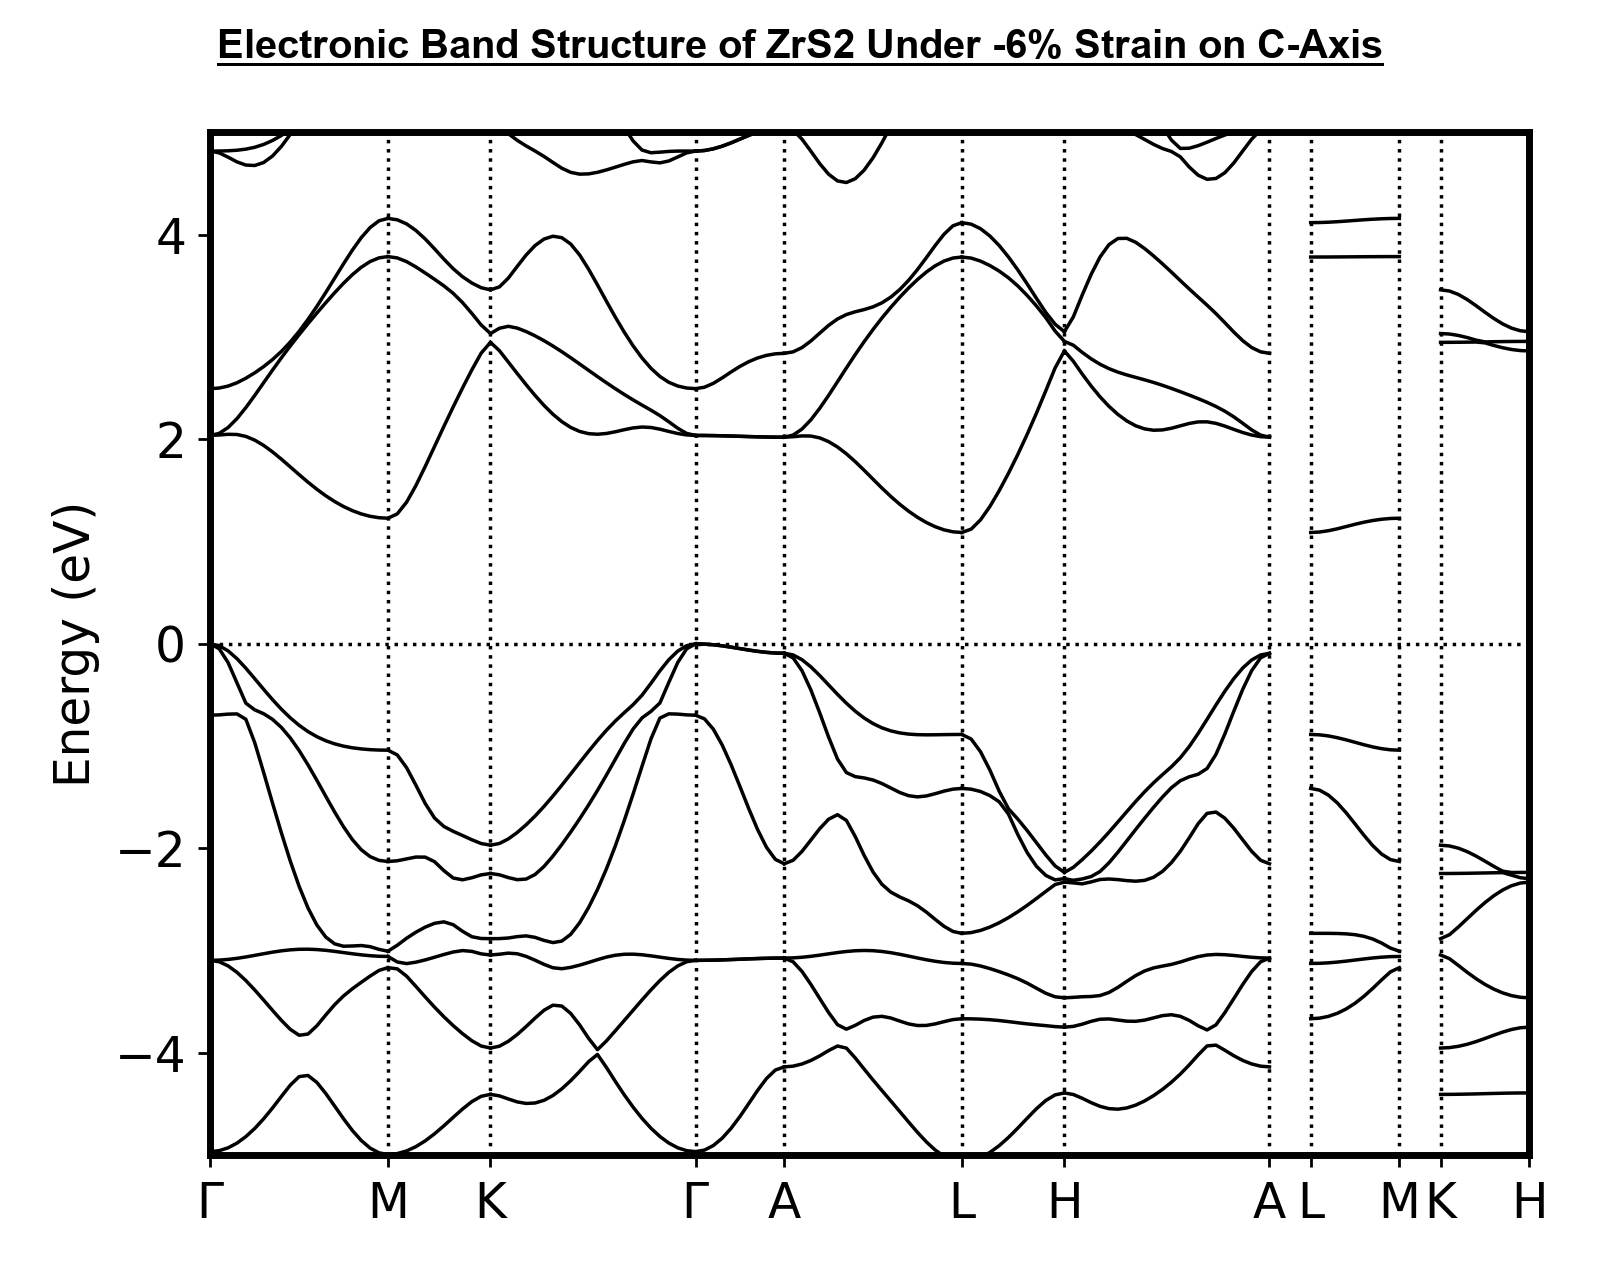 Electronic Band Structure of ZrS2 Under -6% Strain on C-Axis
Energy (eV)
4
2
0
−2
−4
Γ M K Γ A L H A L M K H